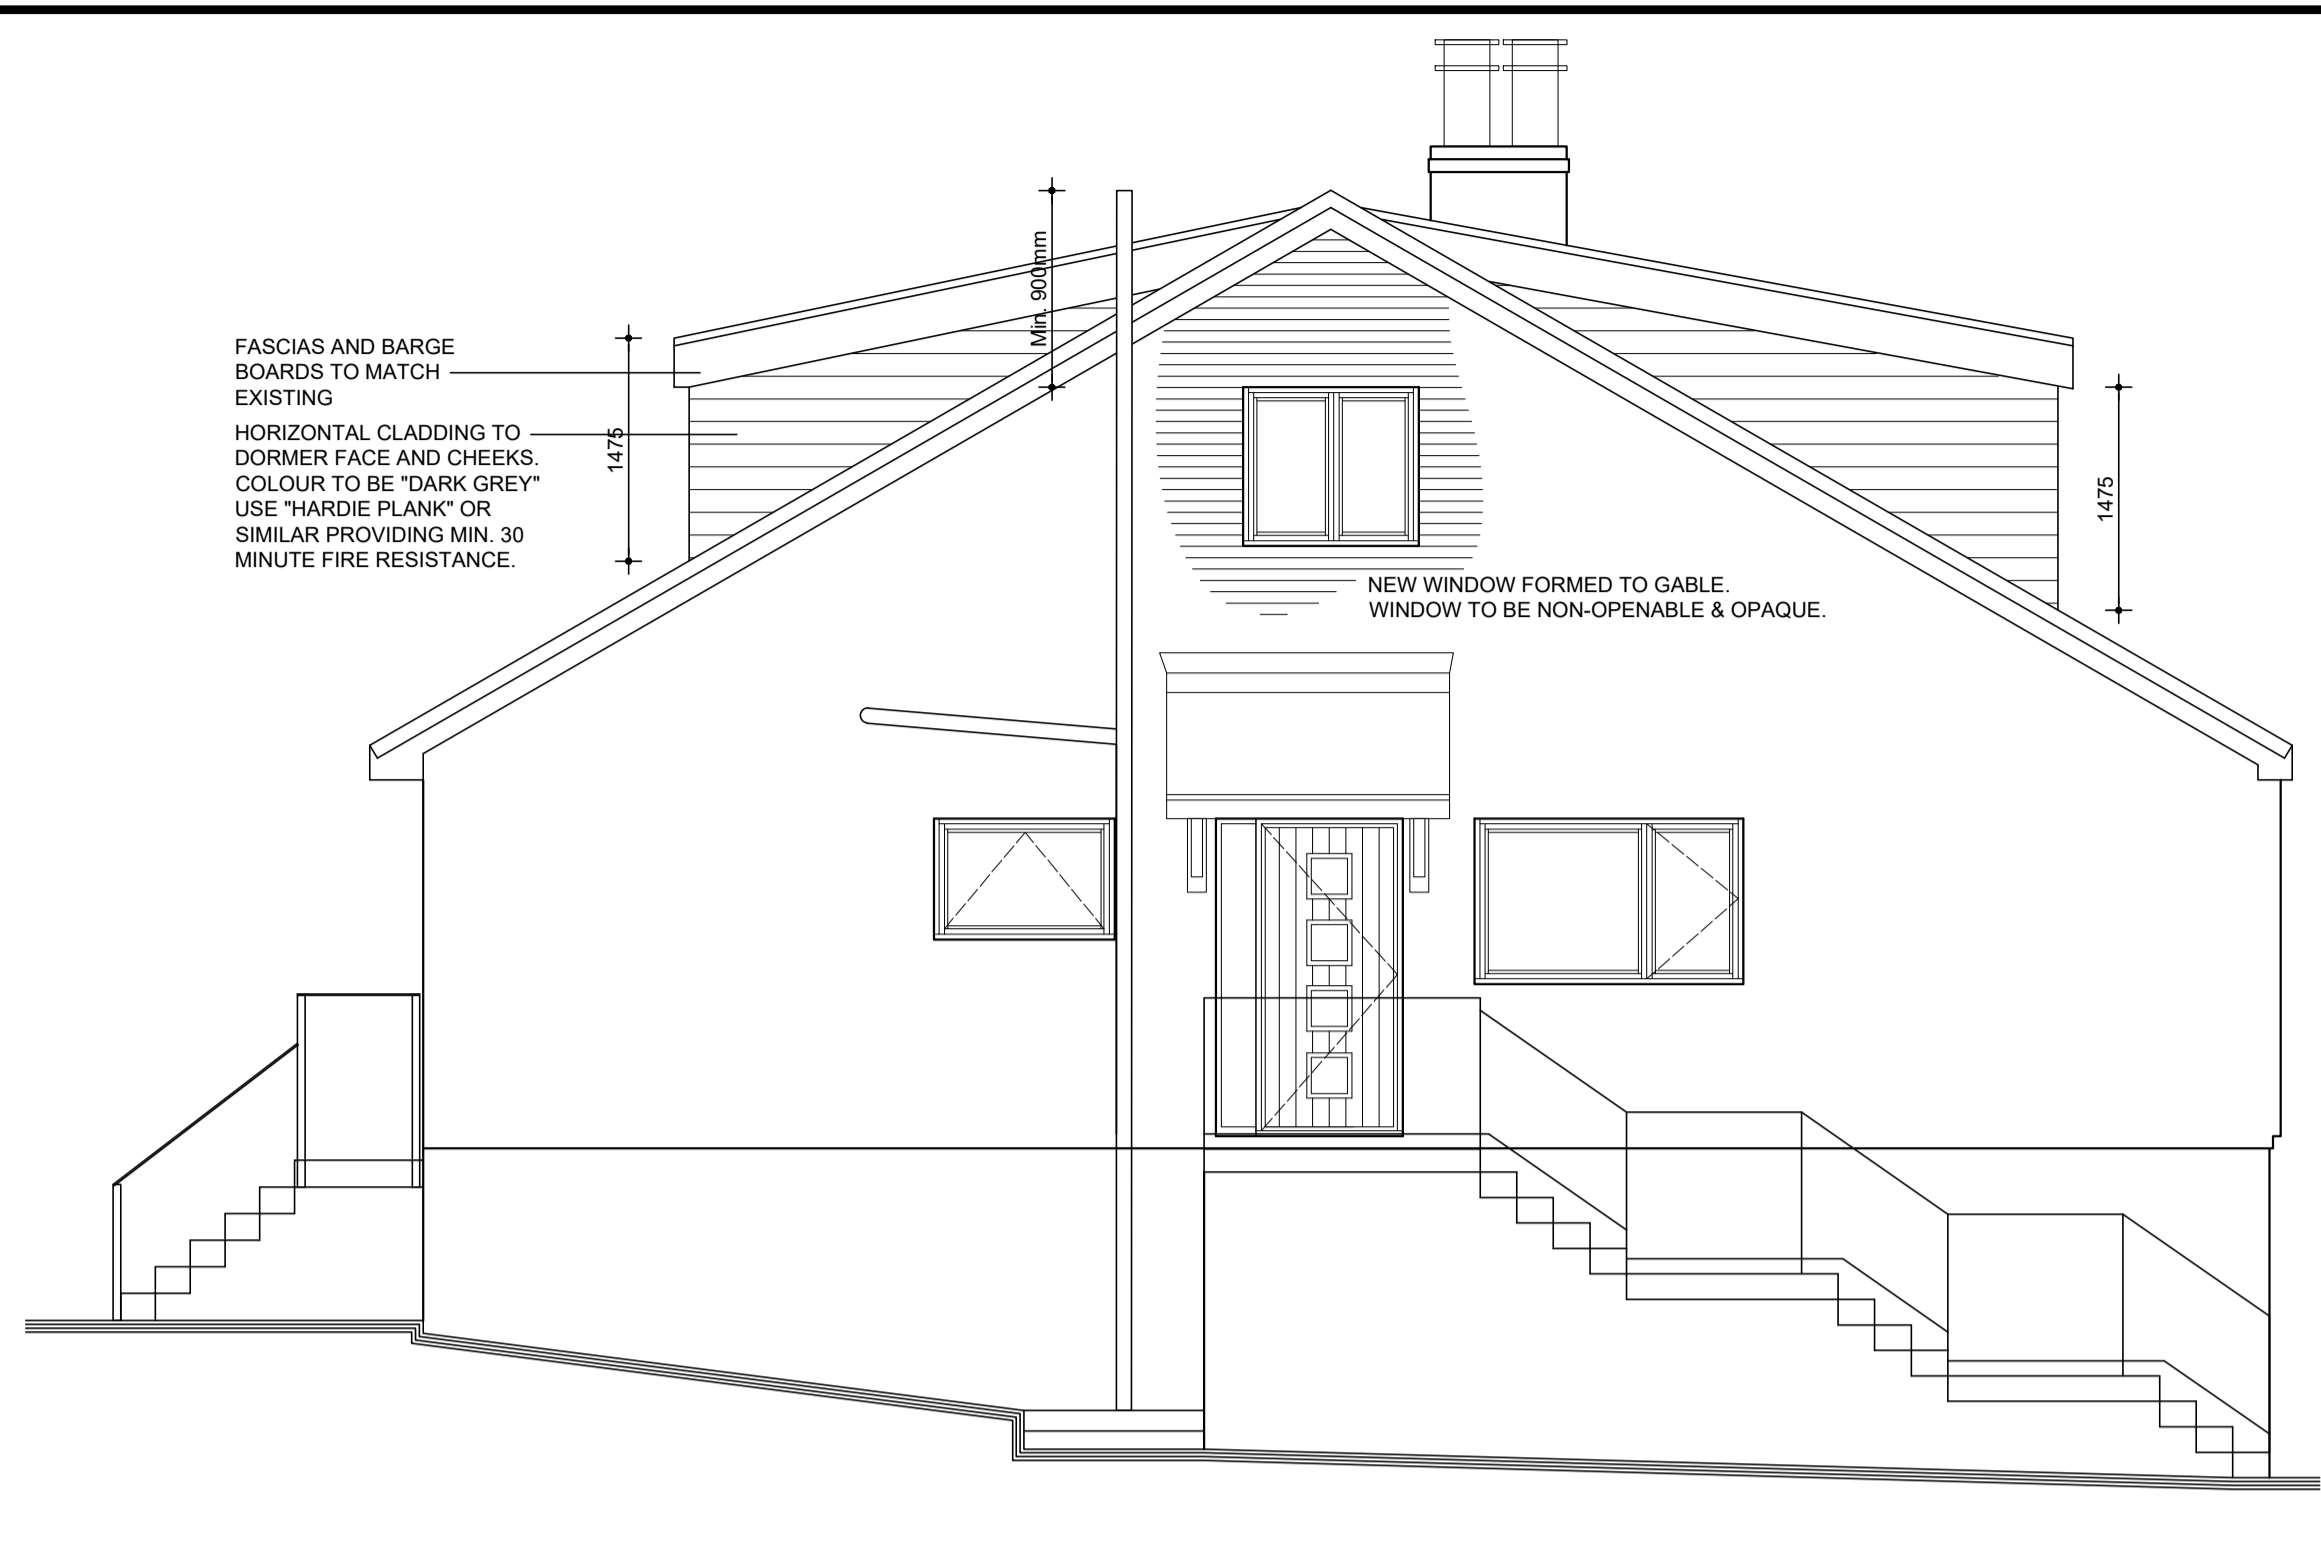 Min. 900mm
FASCIAS AND BARGE
BOARDS TO MATCH
EXISTING
HORIZONTAL CLADDING TO
DORMER FACE AND CHEEKS.
COLOUR TO BE "DARK GREY"
USE "HARDIE PLANK" OR
SIMILAR PROVIDING MIN. 30
MINUTE FIRE RESISTANCE.
1475
1475
NEW WINDOW FORMED TO GABLE.
WINDOW TO BE NON-OPENABLE & OPAQUE.